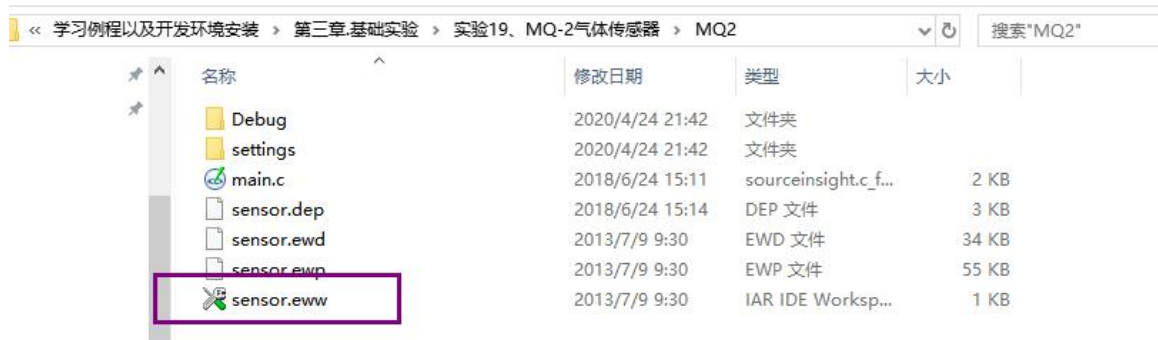 « 学习例程以及开发环境安装 › 第三章.基础实验 › 实验19、MQ-2气体传感器 › MQ2 搜索"MQ2"
名称 修改日期 类型 大小
Debug 2020/4/24 21:42 文件夹
settings 2020/4/24 21:42 文件夹
main.c 2018/6/24 15:11 sourceinsight.c_f... 2 KB
sensor.dep 2018/6/24 15:14 DEP 文件 3 KB
sensor.ewd 2013/7/9 9:30 EWD 文件 34 KB
sensor.ewp 2013/7/9 9:30 EWP 文件 55 KB
sensor.eww 2013/7/9 9:30 IAR IDE Worksp... 1 KB